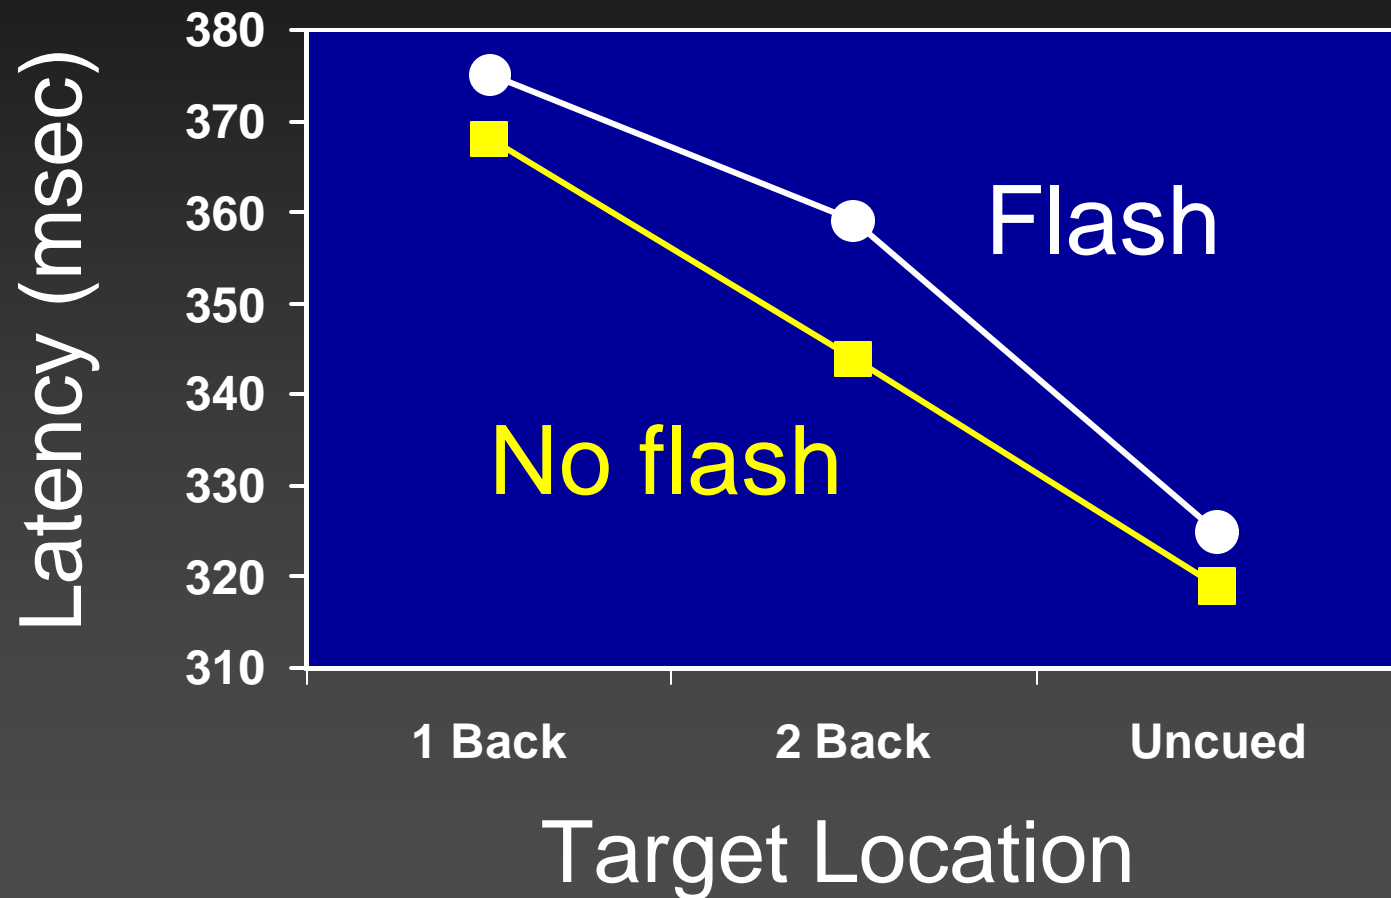 Latency (msec)
380
370
360
350
340
330
320
310
Flash
No flash
1 Back
2 Back
Uncued
Target Location